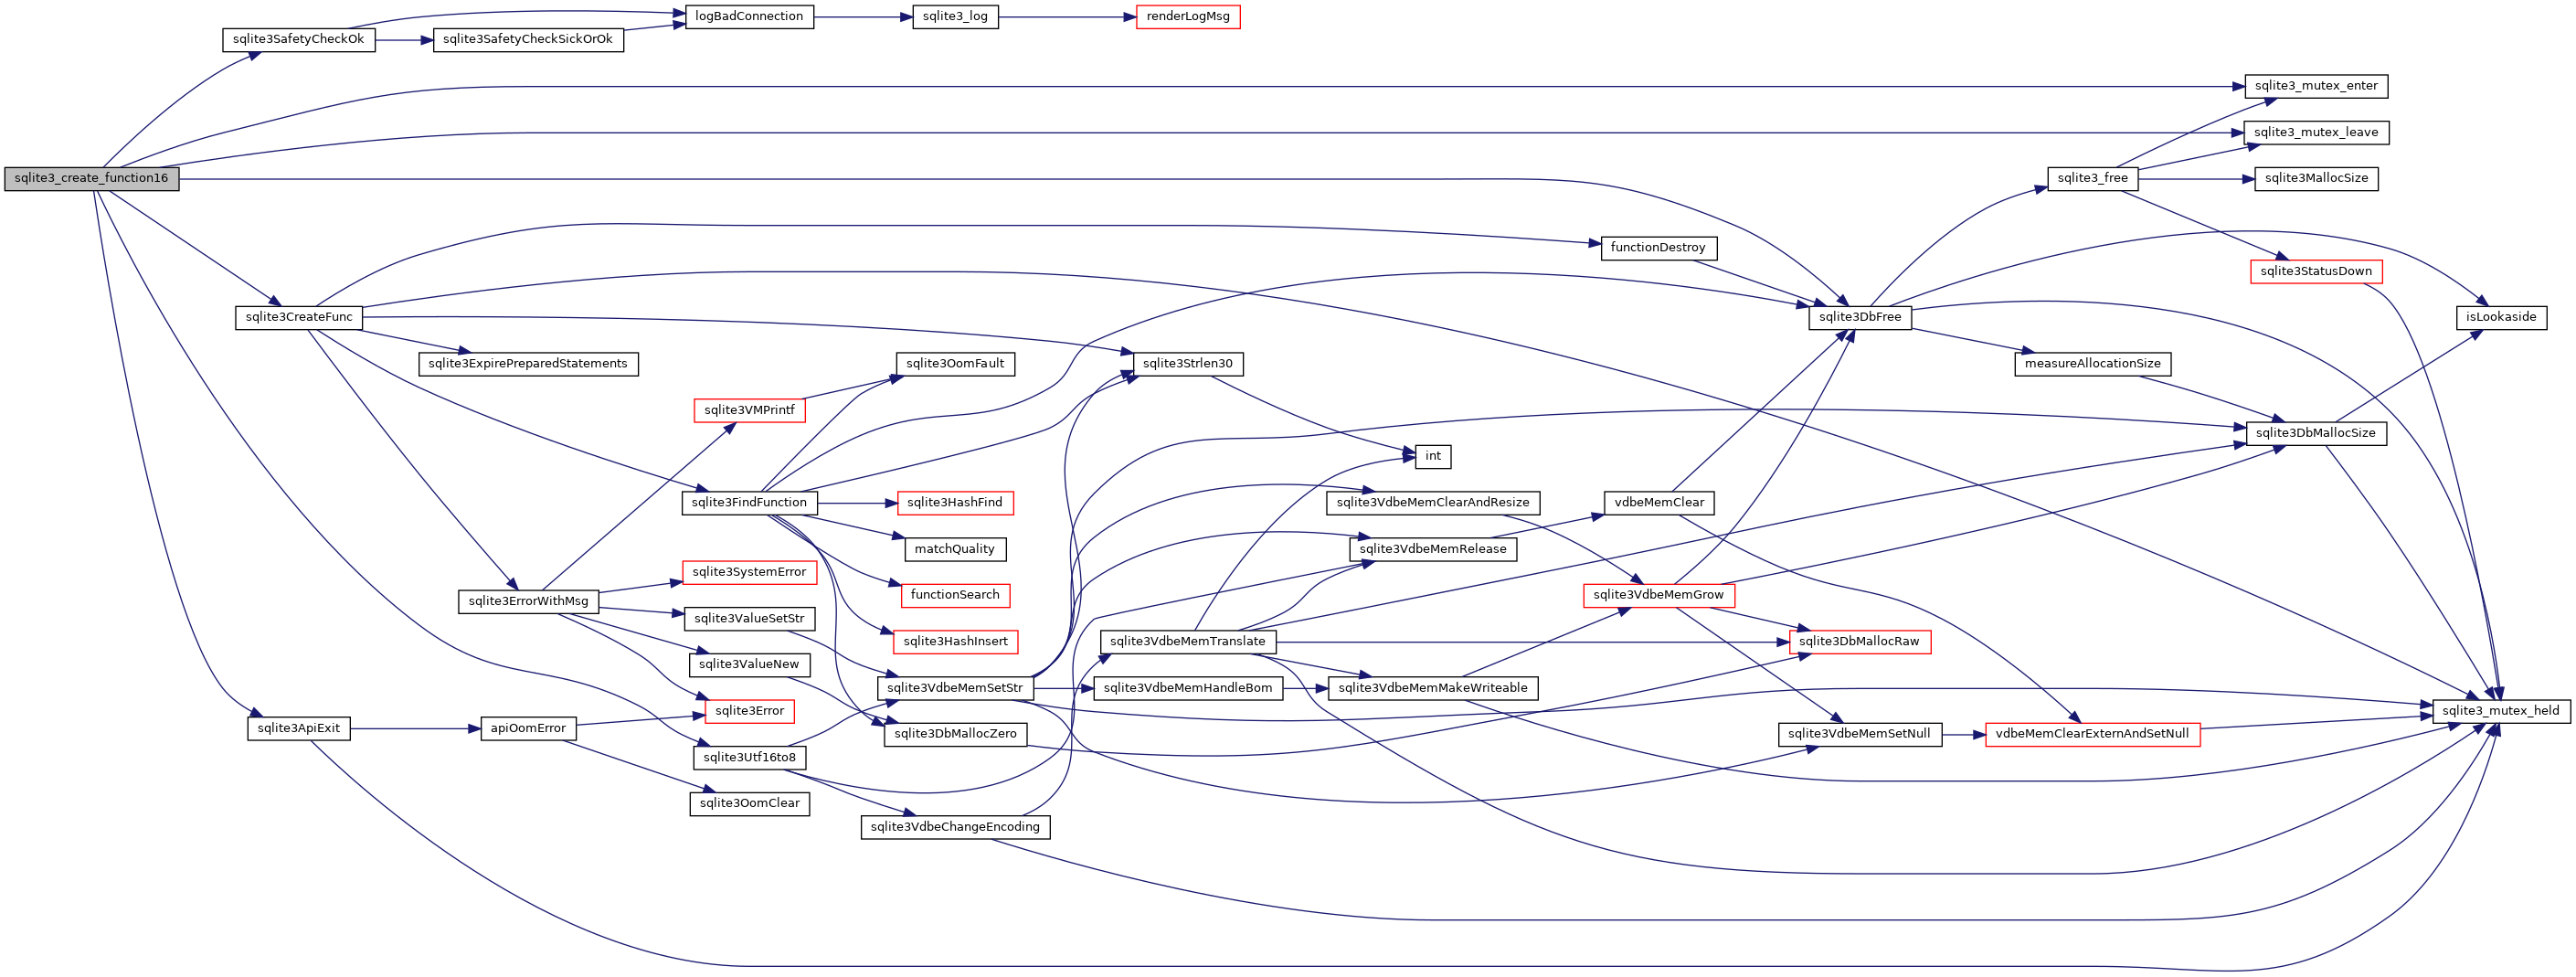 logBadConnection
sqlite3_log
renderLogMsg
sqlite3SafetyCheckOk
sqlite3SafetyCheckSickOrOk
sqlite3_mutex_enter
sqlite3_mutex_leave
sqlite3_create_function16
sqlite3_free
sqlite3MallocSize
functionDestroy
sqlite3StatusDown
sqlite3CreateFunc
sqlite3DbFree
isLookaside
sqlite3ExpirePreparedStatements
sqlite3OomFault
sqlite3Strlen30
measureAllocationSize
sqlite3VMPrintf
sqlite3DbMallocSize
int
sqlite3FindFunction
sqlite3HashFind
sqlite3VdbeMemClearAndResize
vdbeMemClear
matchQuality
sqlite3VdbeMemRelease
sqlite3SystemError
functionSearch
sqlite3VdbeMemGrow
sqlite3ErrorWithMsg
sqlite3ValueSetStr
sqlite3HashInsert
sqlite3VdbeMemTranslate
sqlite3DbMallocRaw
sqlite3ValueNew
sqlite3VdbeMemSetStr
sqlite3VdbeMemHandleBom
sqlite3VdbeMemMakeWriteable
sqlite3Error
sqlite3_mutex_held
sqlite3ApiExit
apiOomError
sqlite3DbMallocZero
sqlite3VdbeMemSetNull
vdbeMemClearExternAndSetNull
sqlite3Utf16to8
sqlite3OomClear
sqlite3VdbeChangeEncoding